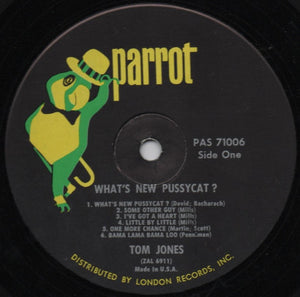 parrot
PAS 71006
Side One
WHAT'S NEW PUSSYCAT ?
1. WHAT'S NEW PUSSYCAT ? (David; Bacharach)
2. SOME OTHER GUY (Mills)
3. I'VE GOT A HEART (Mills)
4. LITTLE BY LITTLE (Mills)
5. ONE MORE CHANCE (Martin; Scott)
6. BAMA LAMA BAMA LOO (Penniman)
TOM JONES
(ZAL 6911)
Made in U.S.A.
DISTRIBUTED BY LONDON RECORDS, INC.